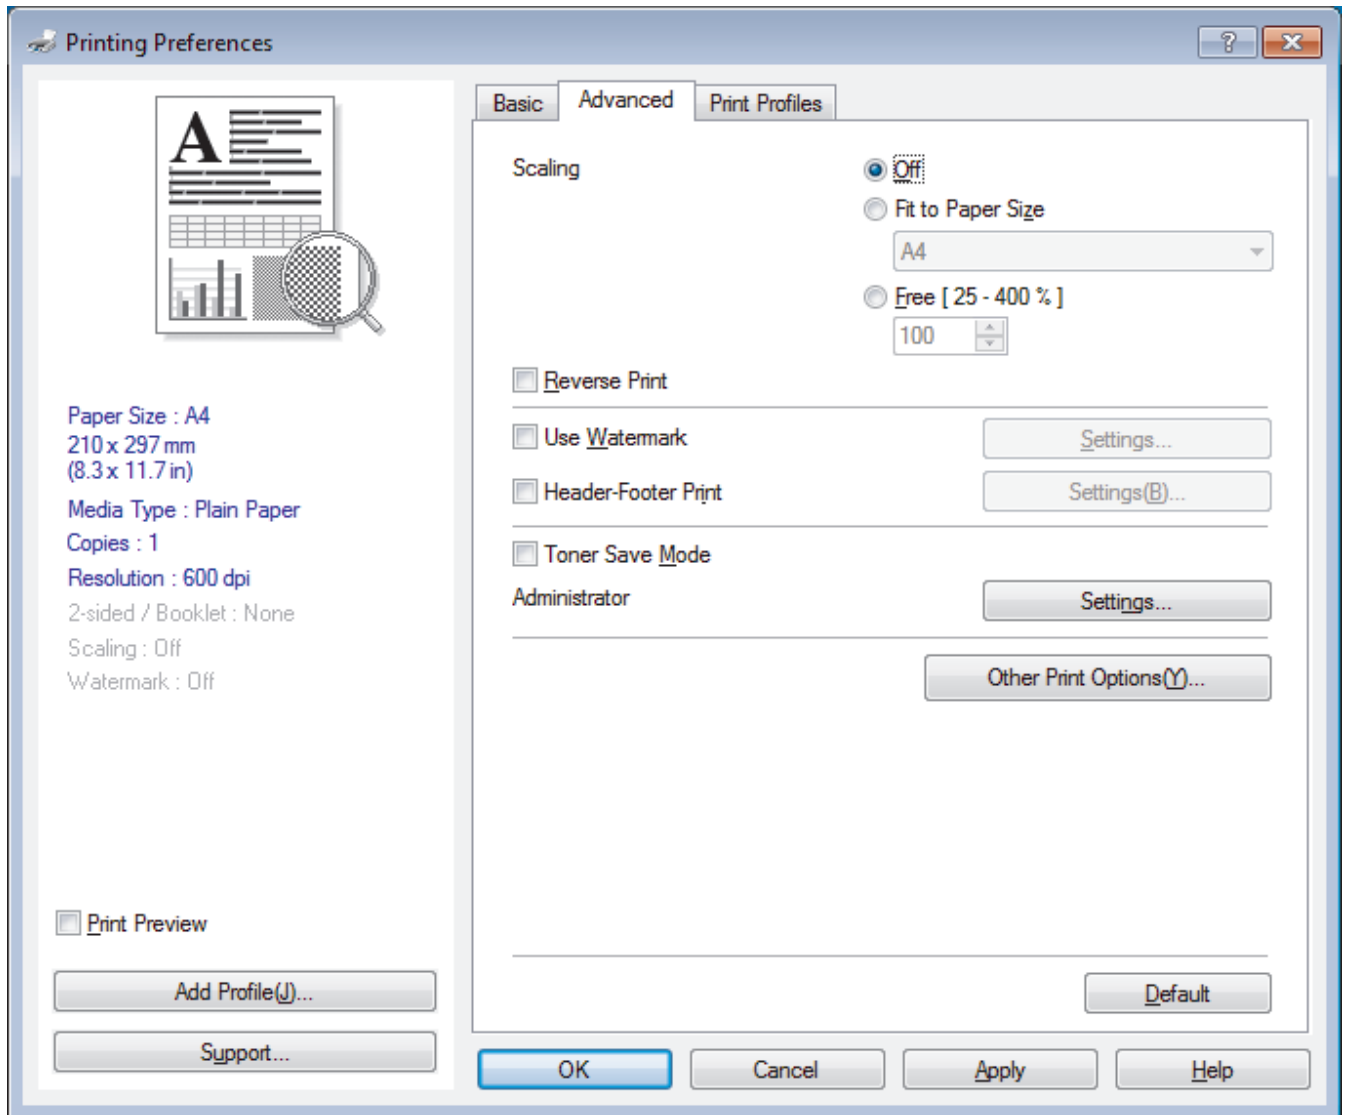 Printing Preferences
?
A
Paper Size : A4
210 x 297 mm
(8.3 x 11.7 in)
Media Type : Plain Paper
Copies : 1
Resolution : 600 dpi
2-sided / Booklet : None
Scaling : Off
Watermark : Off
Print Preview
Add Profile(J)...
Support...
Basic
Advanced
Print Profiles
Scaling
Off
Fit to Paper Size
A4
Free [ 25 - 400 % ]
100
Reverse Print
Use Watermark
Settings...
Header-Footer Print
Settings(B)...
Toner Save Mode
Administrator
Settings...
Other Print Options(Y)...
Default
OK
Cancel
Apply
Help